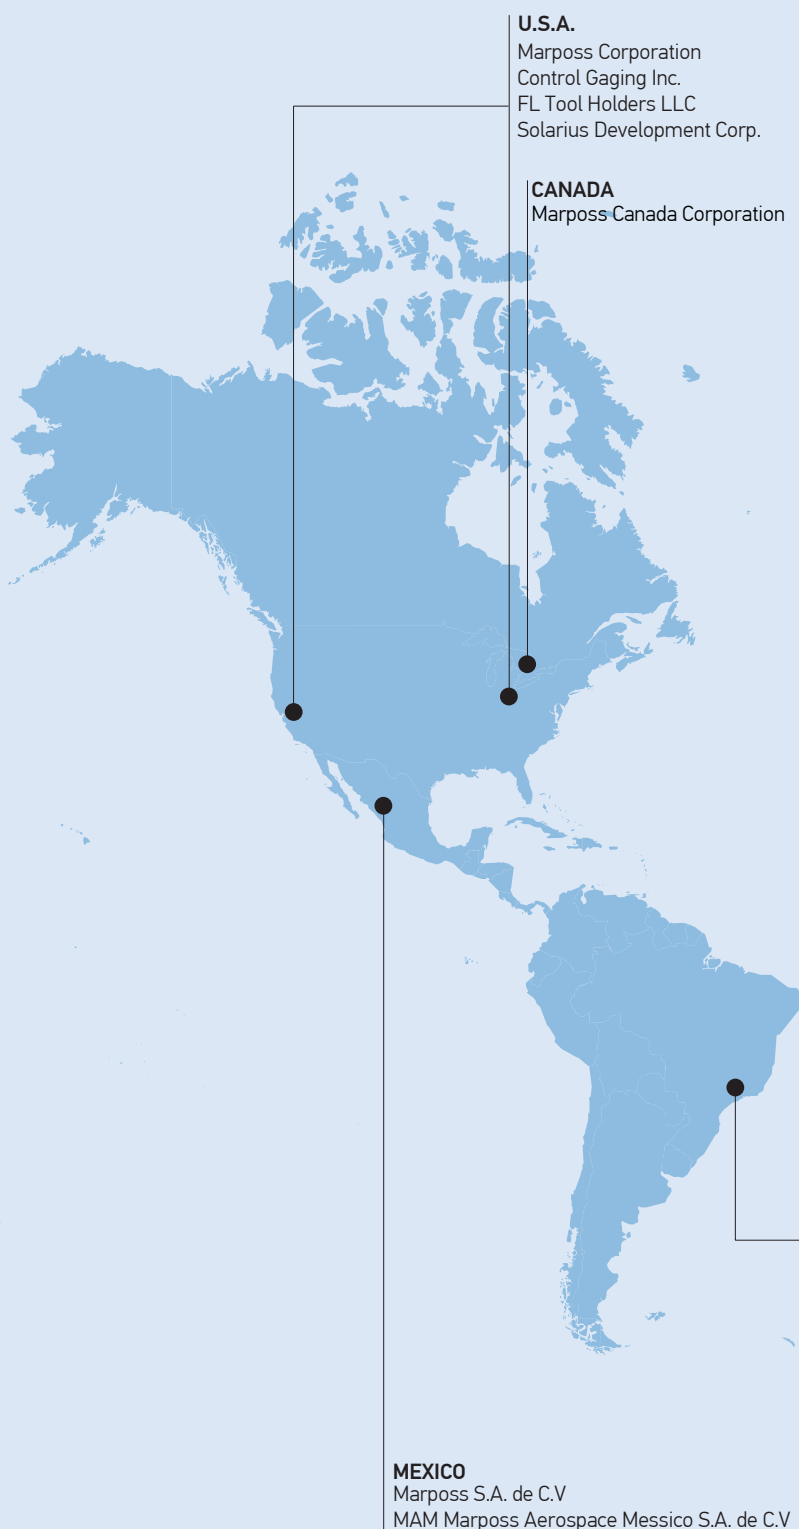 U.S.A.
Marposs Corporation
Control Gaging Inc.
FL Tool Holders LLC
Solarius Development Corp.
CANADA
Marposs Canada Corporation
MEXICO
Marposs S.A. de C.V
MAM Marposs Aerospace Messico S.A. de C.V